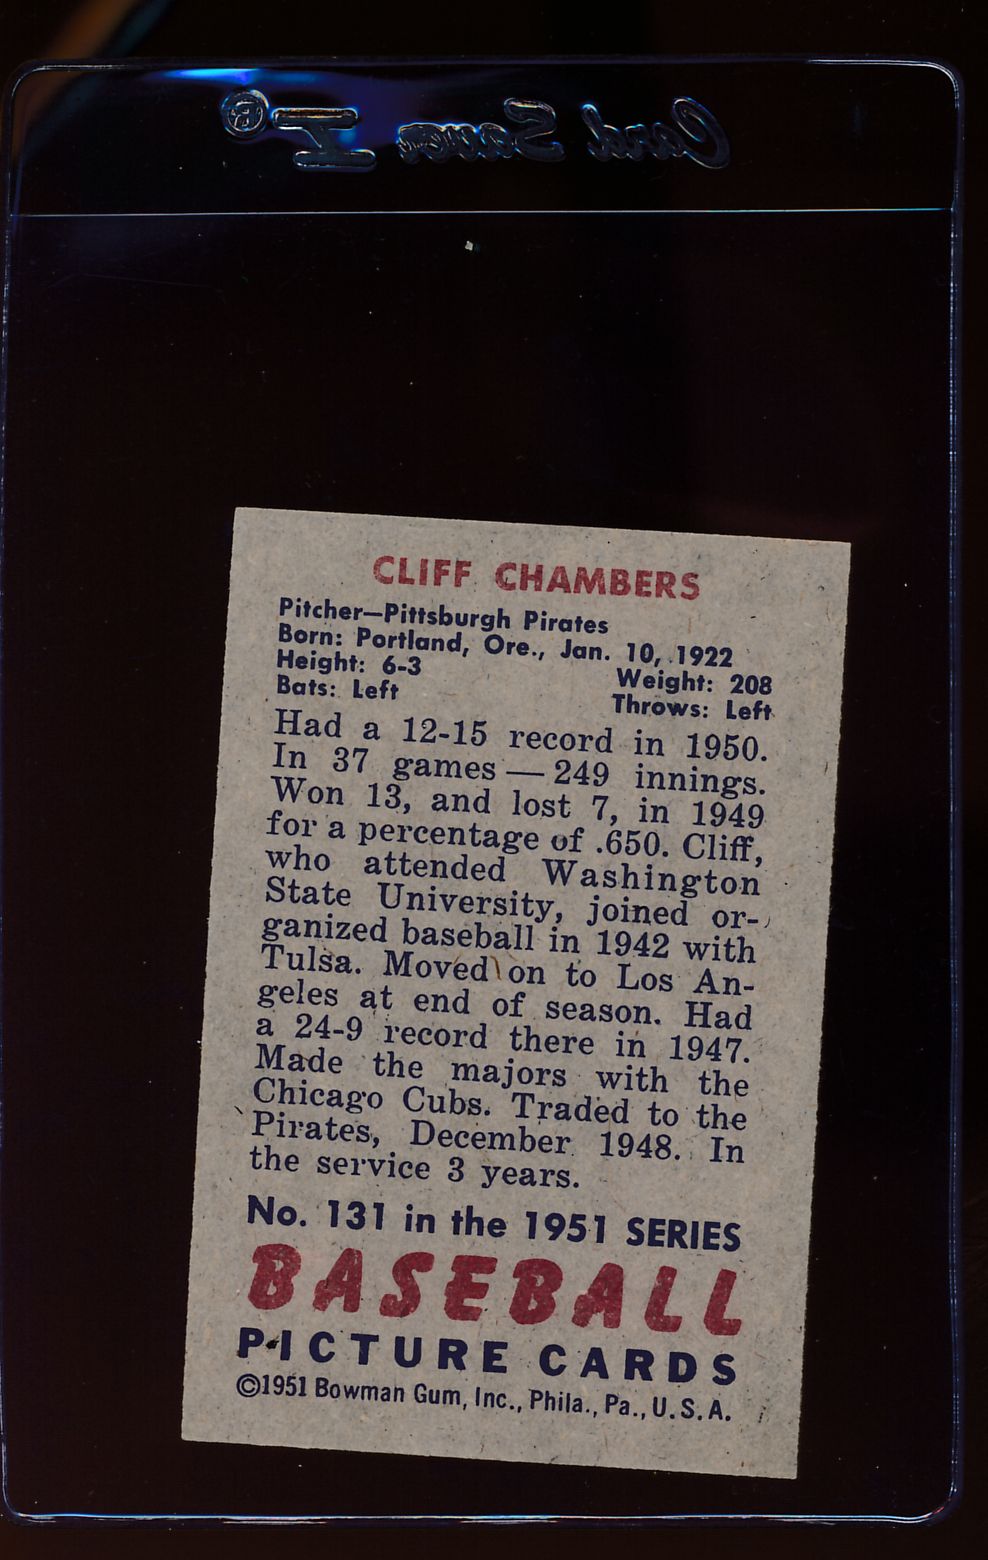 Card Saver I®
CLIFF CHAMBERS
Pitcher—Pittsburgh Pirates
Born: Portland, Ore., Jan. 10, 1922
Height: 6-3 Weight: 208
Bats: Left Throws: Left
Had a 12-15 record in 1950.
In 37 games — 249 innings.
Won 13, and lost 7, in 1949
for a percentage of .650. Cliff,
who attended Washington
State University, joined or-
ganized baseball in 1942 with
Tulsa. Moved on to Los An-
geles at end of season. Had
a 24-9 record there in 1947.
Made the majors with the
Chicago Cubs. Traded to the
Pirates, December 1948. In
the service 3 years.
No. 131 in the 1951 SERIES
BASEBALL
PICTURE CARDS
©1951 Bowman Gum, Inc., Phila., Pa., U.S.A.